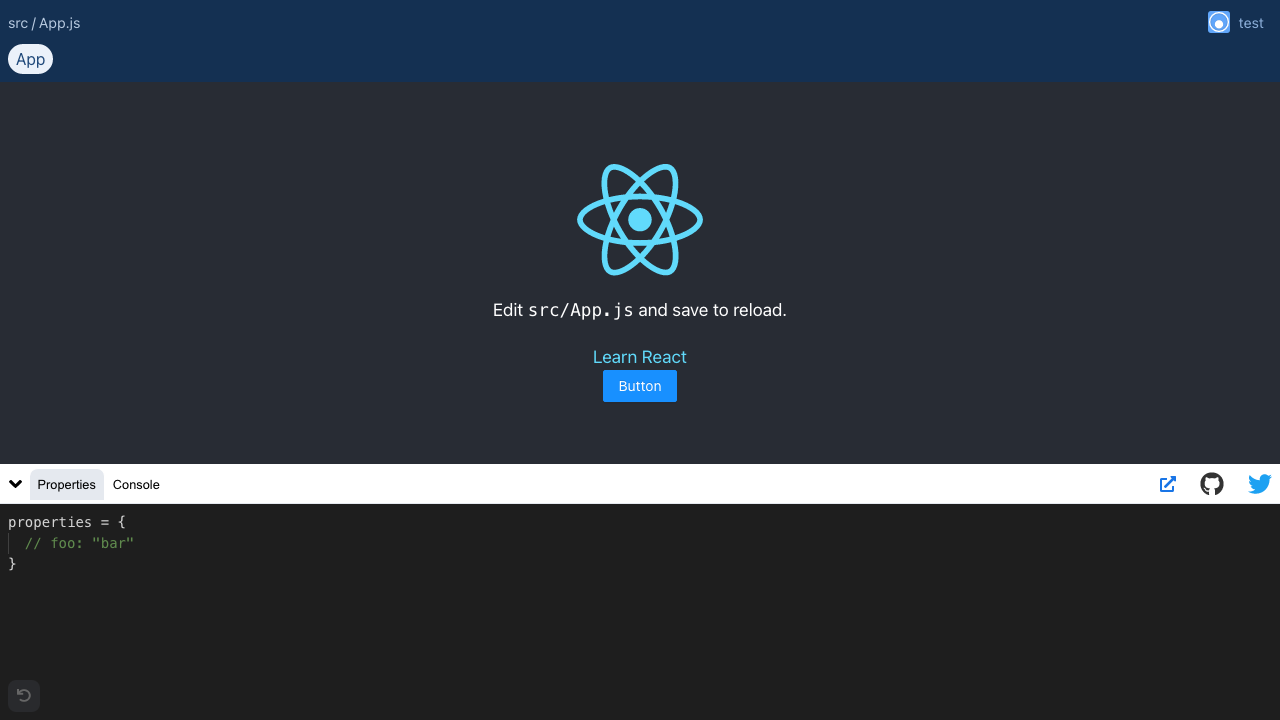 src / App.js
test
App
Edit src/App.js and save to reload.
Learn React
Button
Properties
Console
properties = {
// foo: "bar"
}